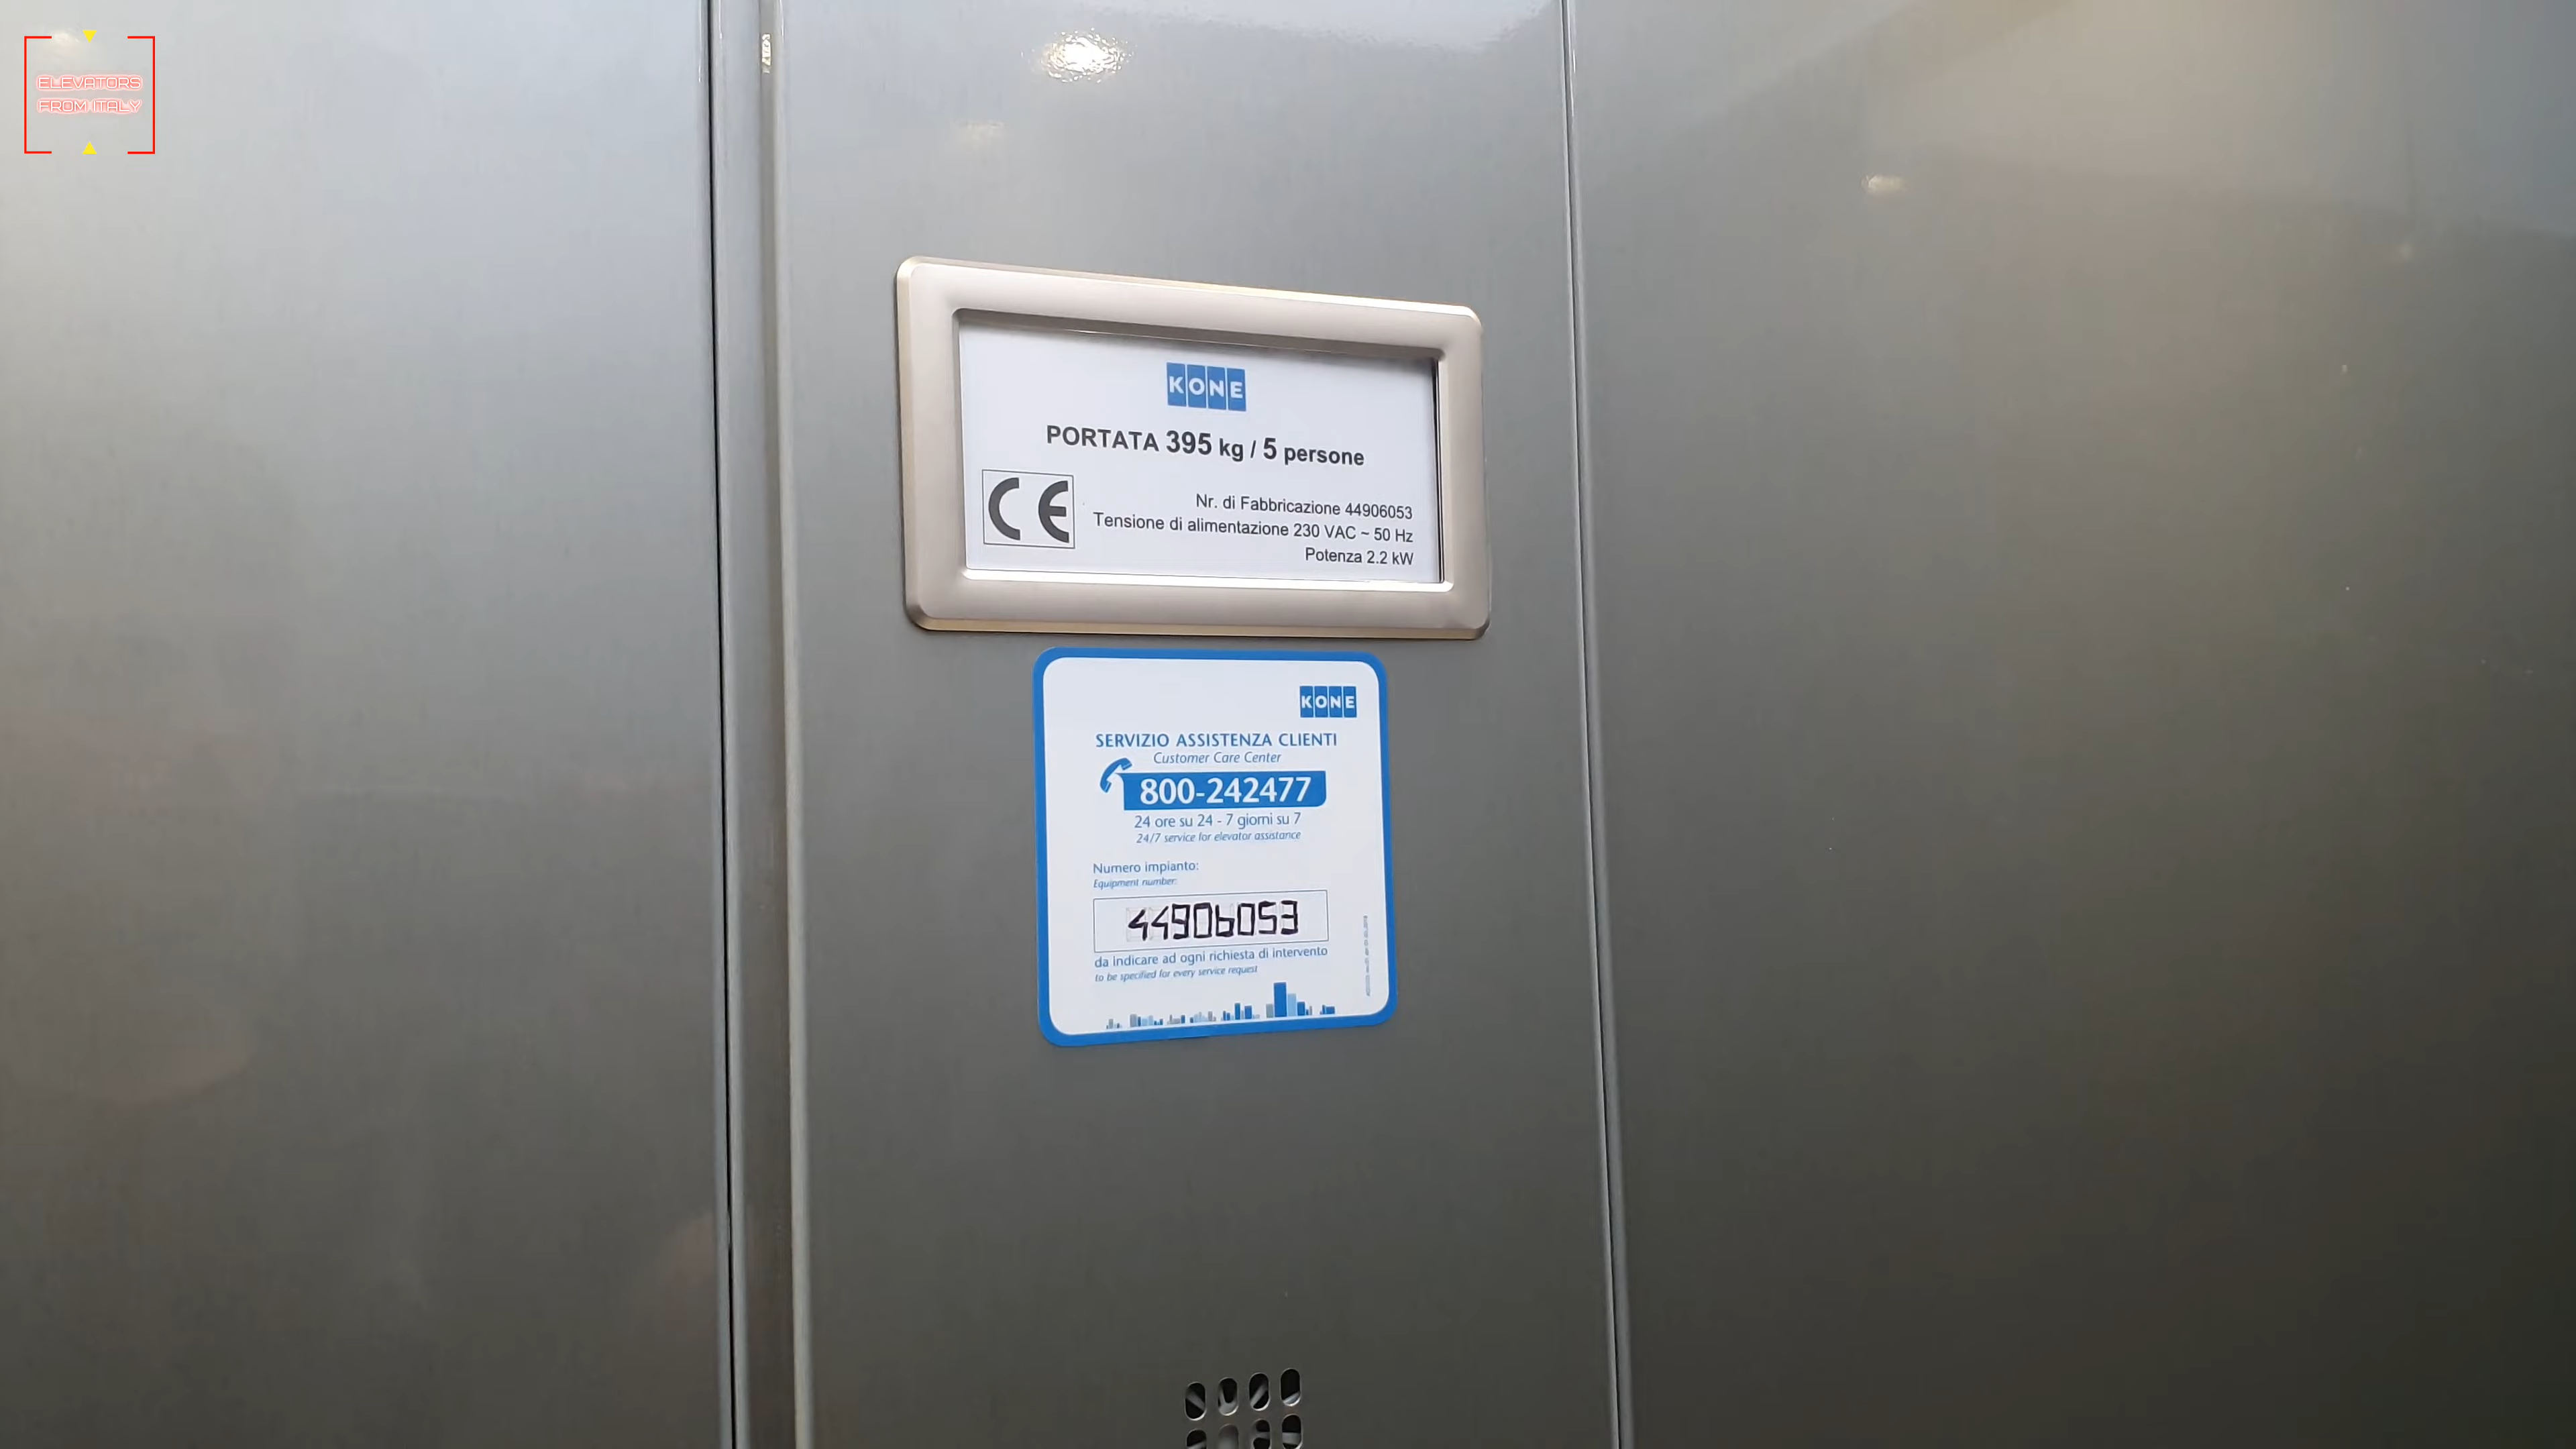 ELEVATORS
FROM ITALY
KONE
PORTATA 395 kg / 5 persone
CE
Nr. di Fabbricazione 44906053
Tensione di alimentazione 230 VAC ~ 50 Hz
Potenza 2.2 kW
KONE
SERVIZIO ASSISTENZA CLIENTI
Customer Care Center
800-242477
24 ore su 24 - 7 giorni su 7
24/7 service for elevator assistance
Numero impianto:
Equipment number:
44906053
da indicare ad ogni richiesta di intervento
to be specified for every service request